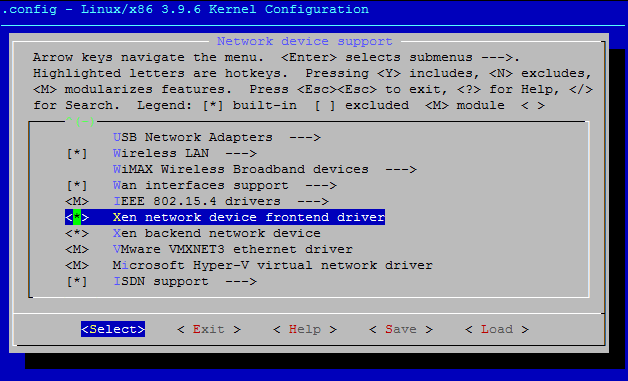 .config - Linux/x86 3.9.6 Kernel Configuration
Network device support
Arrow keys navigate the menu.  <Enter> selects submenus --->.
Highlighted letters are hotkeys.  Pressing <Y> includes, <N> excludes,
<M> modularizes features.  Press <Esc><Esc> to exit, <?> for Help, </>
for Search.  Legend: [*] built-in  [ ] excluded  <M> module  < >
USB Network Adapters  --->
[*]   Wireless LAN  --->
WiMAX Wireless Broadband devices  --->
[*]   Wan interfaces support  --->
<M>   IEEE 802.15.4 drivers  --->
<*>   Xen network device frontend driver
<*>   Xen backend network device
<M>   VMware VMXNET3 ethernet driver
<M>   Microsoft Hyper-V virtual network driver
[*]   ISDN support  --->
<Select>    < Exit >    < Help >    < Save >    < Load >